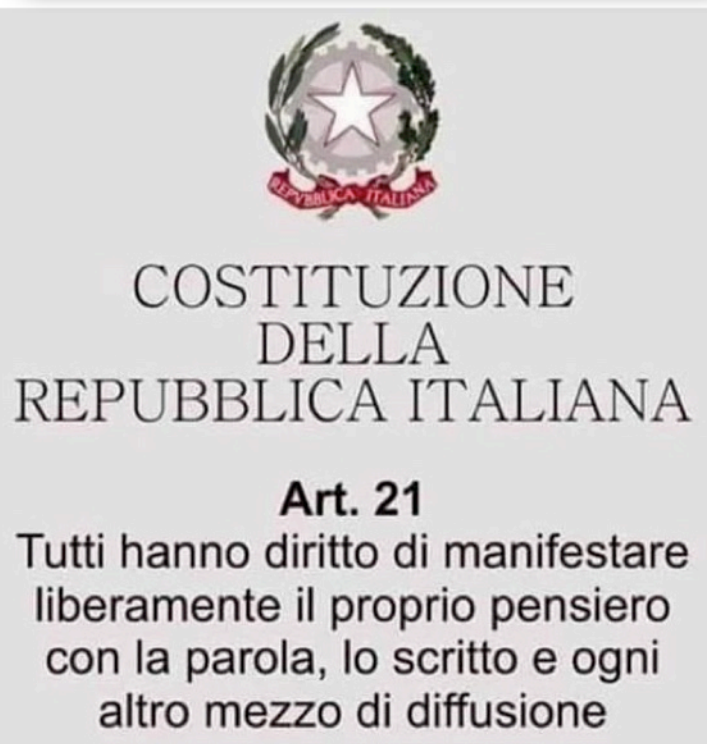 REPVBBLICA ITALIANA
COSTITUZIONE
DELLA
REPUBBLICA ITALIANA
Art. 21
Tutti hanno diritto di manifestare
liberamente il proprio pensiero
con la parola, lo scritto e ogni
altro mezzo di diffusione